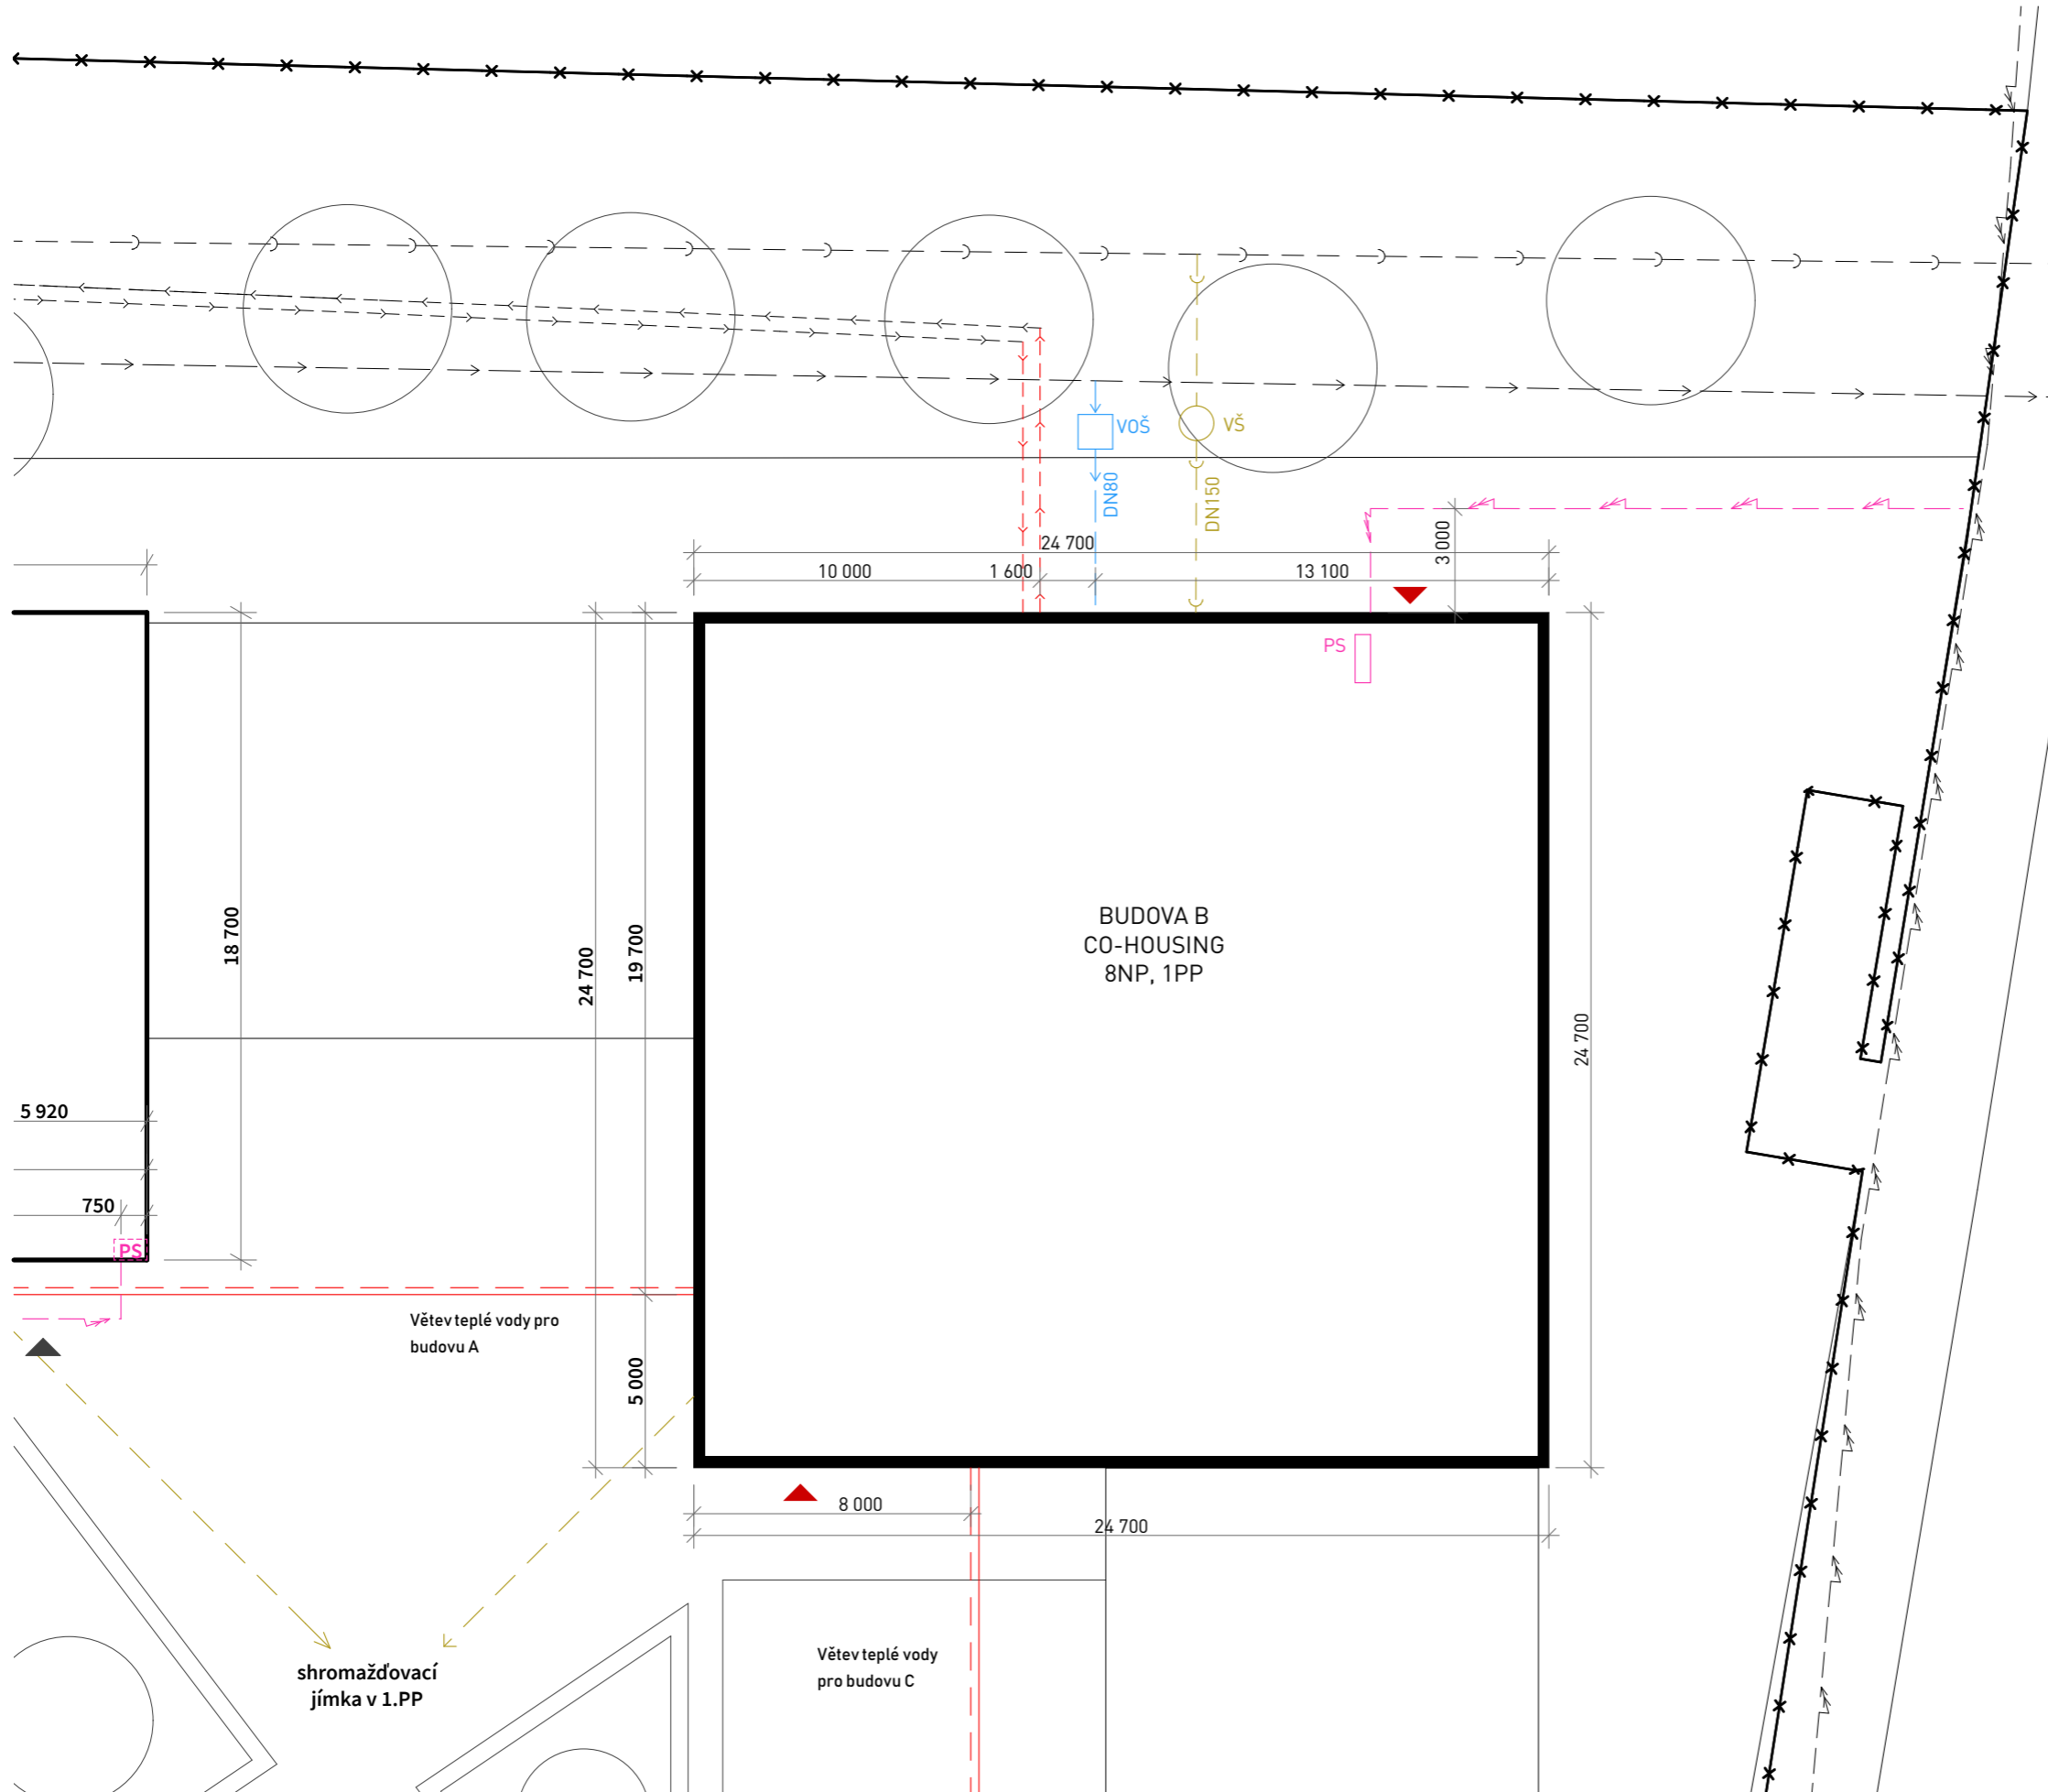 VOŠ
VŠ
DN80
DN150
24 700
3 000
10 000
1 600
13 100
PS
18 700
24 700
19 700
BUDOVA B
CO-HOUSING
8NP, 1PP
24 700
5 920
750
PS
Větev teplé vody pro
budovu A
5 000
8 000
24 700
Větev teplé vody
pro budovu C
shromažďovací
jímka v 1.PP